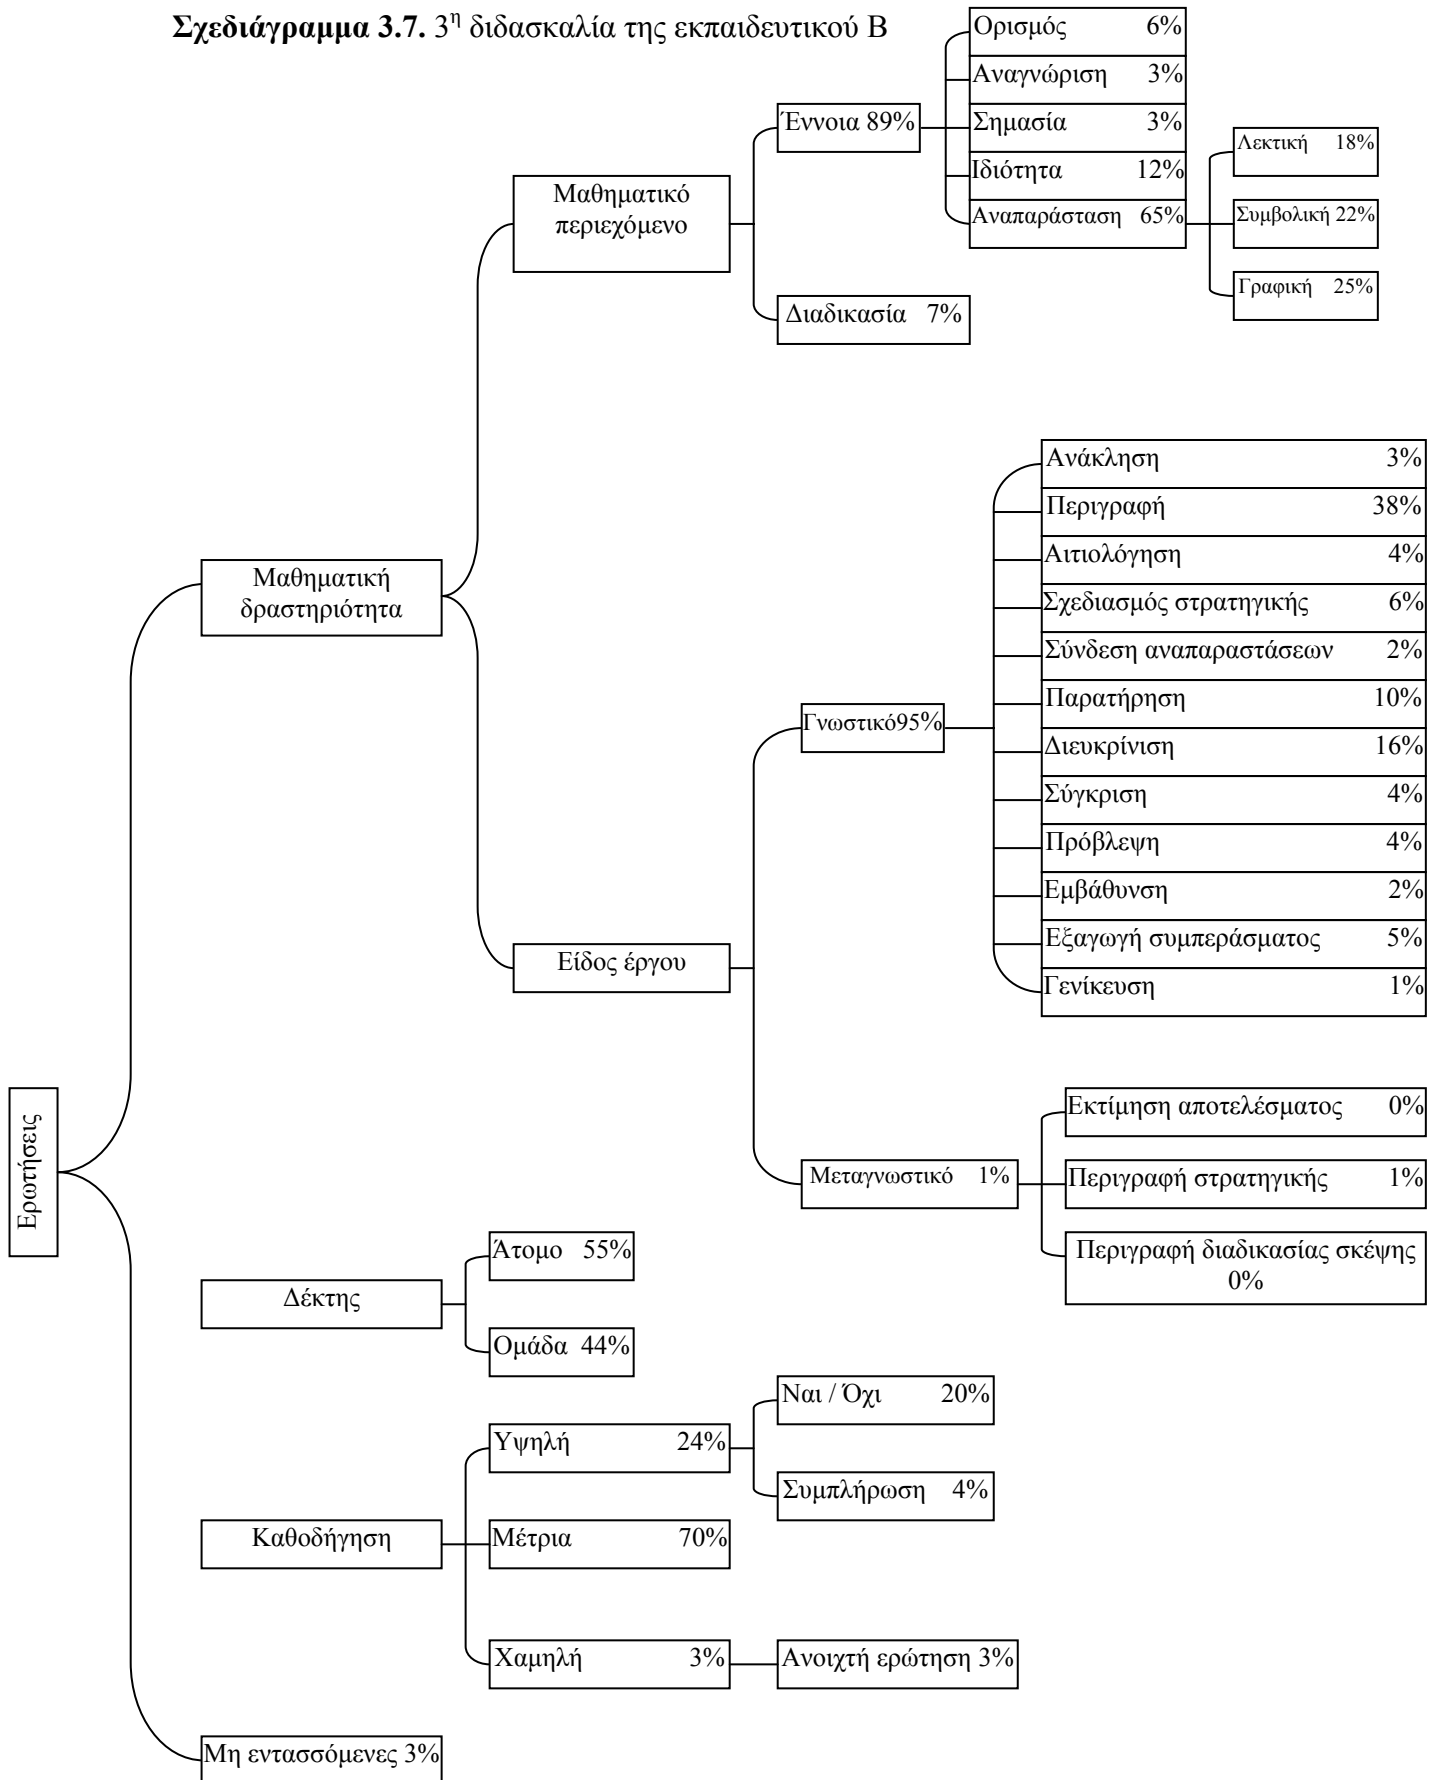 Σχεδιάγραμμα 3.7. 3η διδασκαλία της εκπαιδευτικού Β
Ορισμός 6%
Αναγνώριση 3%
Σημασία 3%
Ιδιότητα 12%
Αναπαράσταση 65%
Έννοια 89%
Λεκτική 18%
Συμβολική 22%
Γραφική 25%
Μαθηματικό
περιεχόμενο
Διαδικασία 7%
Ανάκληση 3%
Περιγραφή 38%
Αιτιολόγηση 4%
Σχεδιασμός στρατηγικής 6%
Σύνδεση αναπαραστάσεων 2%
Παρατήρηση 10%
Διευκρίνιση 16%
Σύγκριση 4%
Πρόβλεψη 4%
Εμβάθυνση 2%
Εξαγωγή συμπεράσματος 5%
Γενίκευση 1%
Μαθηματική
δραστηριότητα
Γνωστικό95%
Είδος έργου
Ερωτήσεις
Μεταγνωστικό 1%
Εκτίμηση αποτελέσματος 0%
Περιγραφή στρατηγικής 1%
Περιγραφή διαδικασίας σκέψης
0%
Δέκτης
Άτομο 55%
Ομάδα 44%
Καθοδήγηση
Υψηλή 24%
Ναι / Όχι 20%
Συμπλήρωση 4%
Μέτρια 70%
Χαμηλή 3%
Ανοιχτή ερώτηση 3%
Μη εντασσόμενες 3%